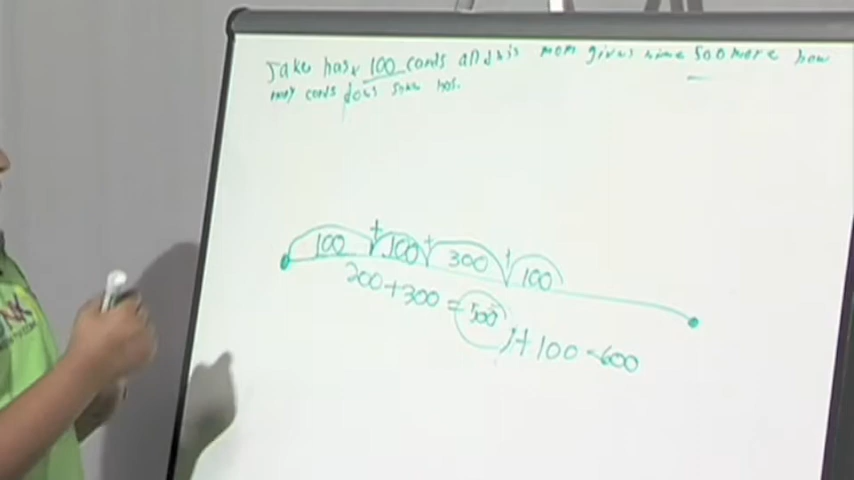 Jake has 100 cards and his mom gives hime 500 more how
many cards does Jake has.
100 + 100 + 300 + 100
200+300 = 500
+ 100 = 600